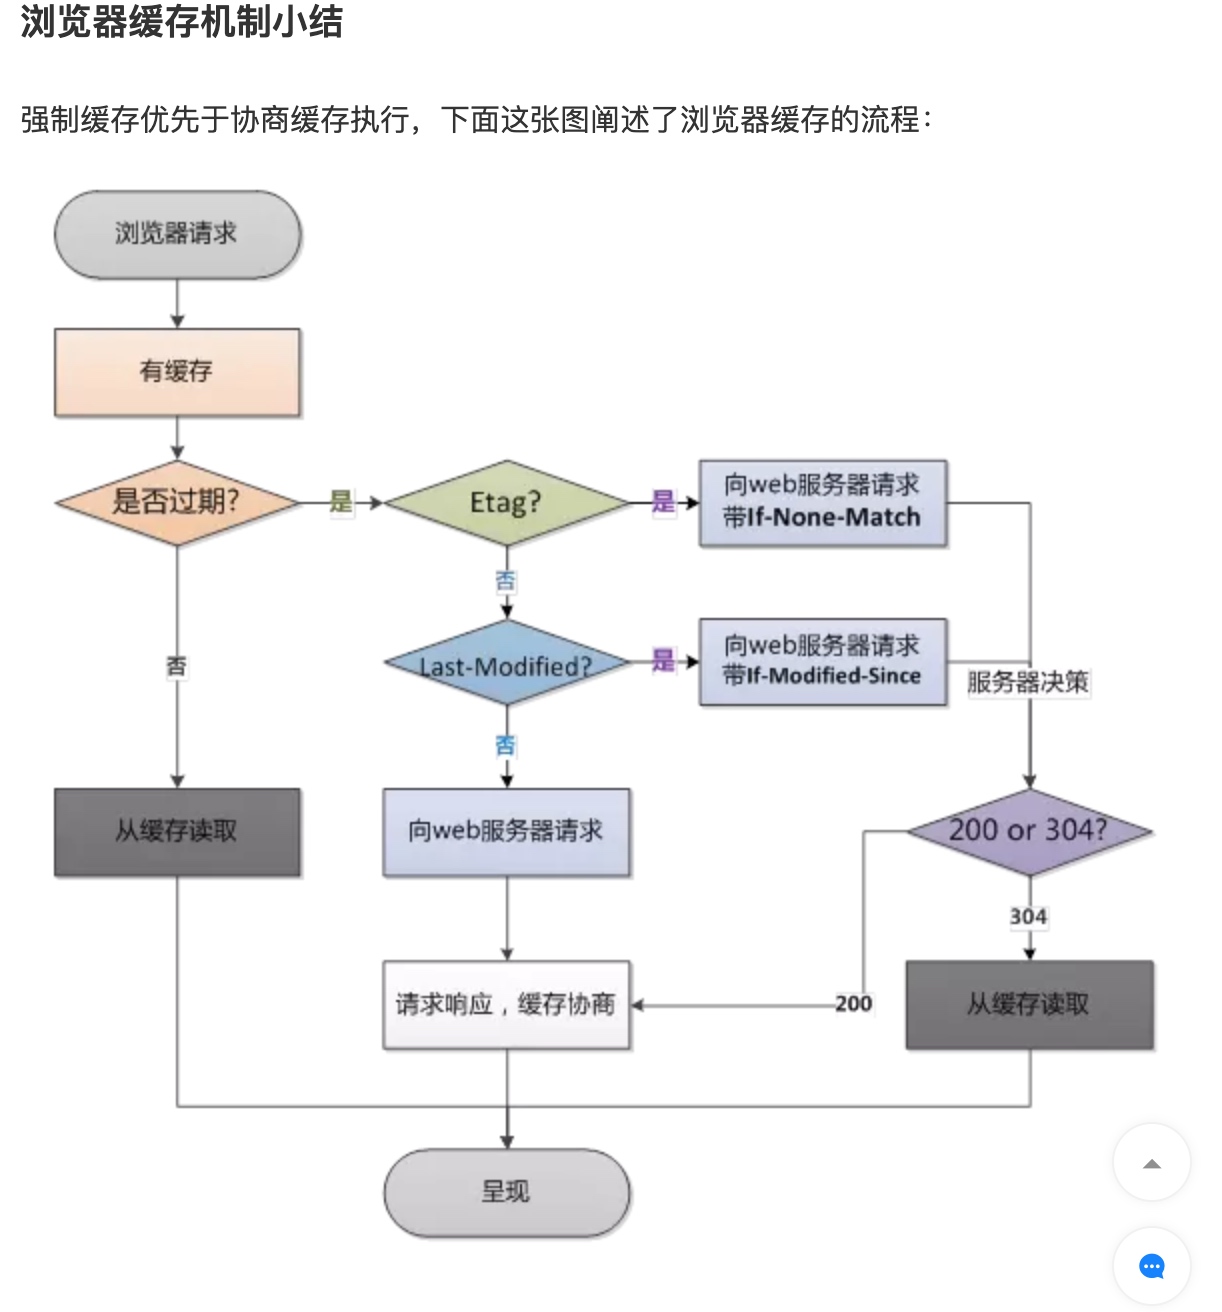 浏览器缓存机制小结
强制缓存优先于协商缓存执行，下面这张图阐述了浏览器缓存的流程：
浏览器请求
有缓存
是否过期?
是
Etag?
是
向web服务器请求
带If-None-Match
否
否
Last-Modified?
是
向web服务器请求
带If-Modified-Since
服务器决策
否
从缓存读取
向web服务器请求
200 or 304?
304
请求响应，缓存协商
200
从缓存读取
呈现